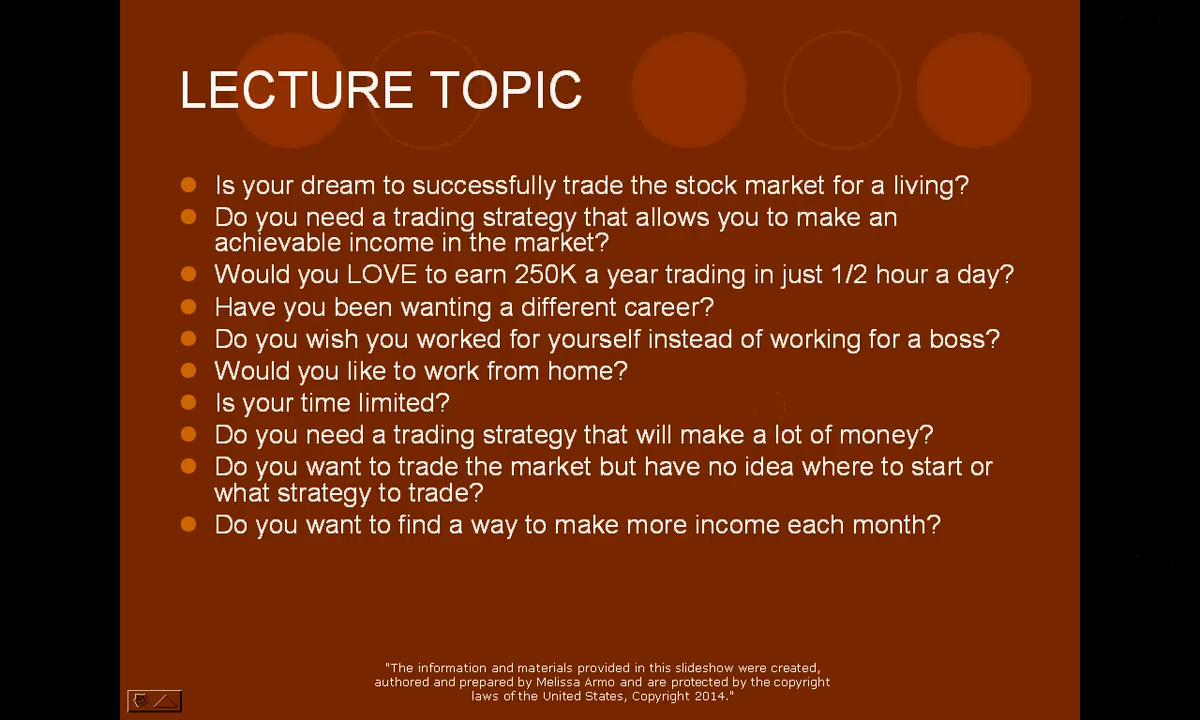 LECTURE TOPIC
Is your dream to successfully trade the stock market for a living?
Do you need a trading strategy that allows you to make an
achievable income in the market?
Would you LOVE to earn 250K a year trading in just 1/2 hour a day?
Have you been wanting a different career?
Do you wish you worked for yourself instead of working for a boss?
Would you like to work from home?
Is your time limited?
Do you need a trading strategy that will make a lot of money?
Do you want to trade the market but have no idea where to start or
what strategy to trade?
Do you want to find a way to make more income each month?
"The information and materials provided in this slideshow were created,
authored and prepared by Melissa Armo and are protected by the copyright
laws of the United States, Copyright 2014."